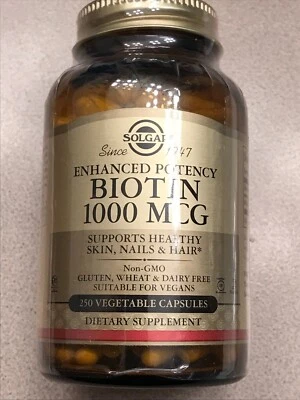 SOLGAR
Since 1947
ENHANCED POTENCY
BIOTIN
1000 MCG
SUPPORTS HEALTHY
SKIN, NAILS & HAIR*
Non-GMO
GLUTEN, WHEAT & DAIRY FREE
SUITABLE FOR VEGANS
250 VEGETABLE CAPSULES
DIETARY SUPPLEMENT